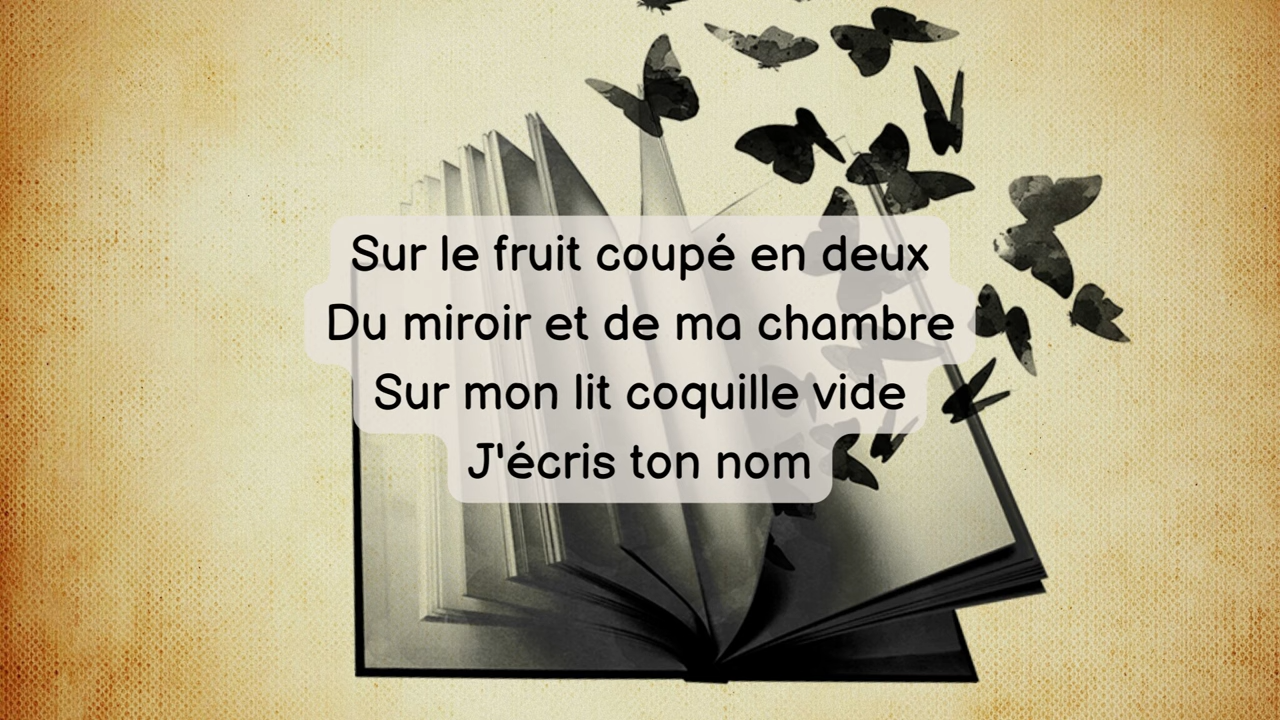 Sur le fruit coupé en deux
Du miroir et de ma chambre
Sur mon lit coquille vide
J'écris ton nom